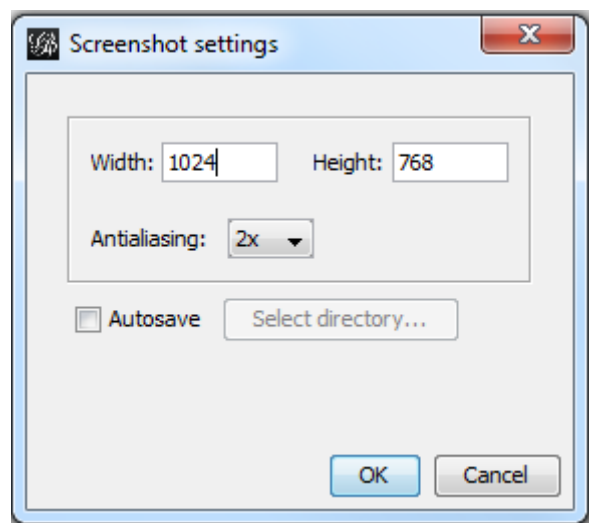 Screenshot settings
Width: 1024 Height: 768
Antialiasing: 2x
Autosave Select directory...
OK Cancel